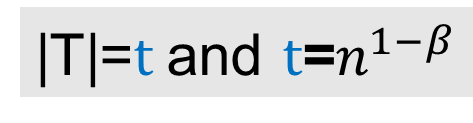 |T|=t and t=n^{1−β}